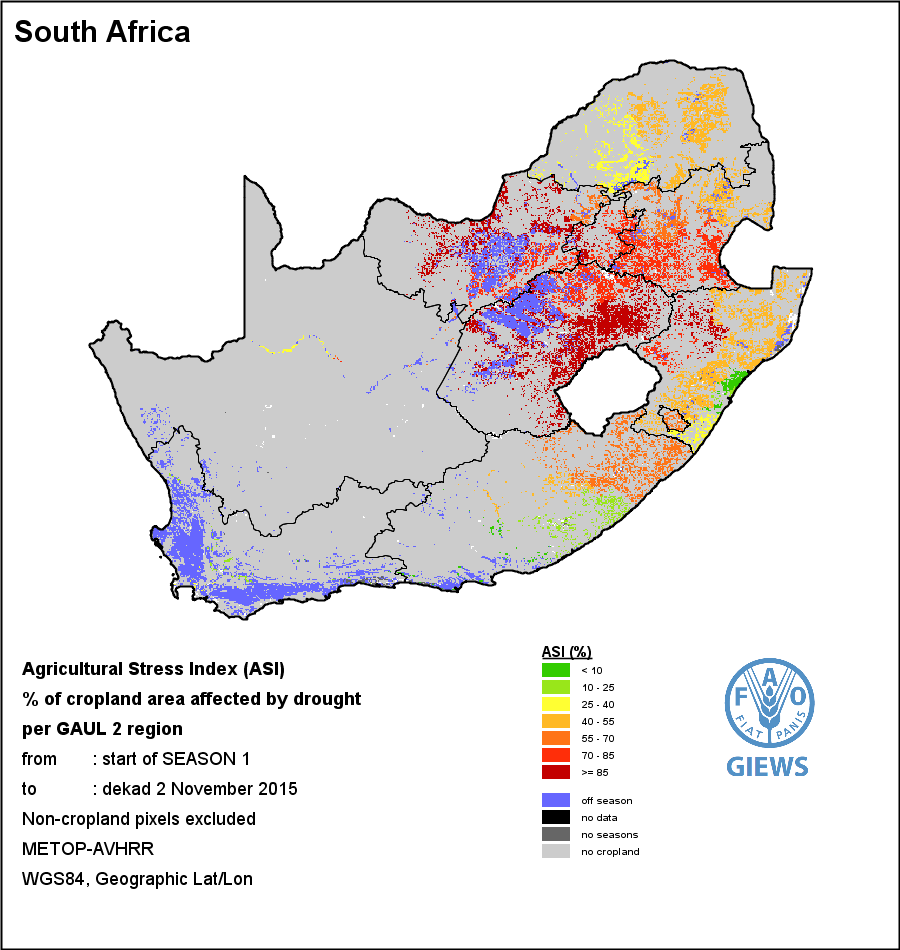 South Africa
Agricultural Stress Index (ASI)
% of cropland area affected by drought
per GAUL 2 region
from : start of SEASON 1
to : dekad 2 November 2015
Non-cropland pixels excluded
METOP-AVHRR
WGS84, Geographic Lat/Lon
ASI (%)
< 10
10 - 25
25 - 40
40 - 55
55 - 70
70 - 85
>= 85
off season
no data
no seasons
no cropland
F A O
FIAT PANIS
GIEWS